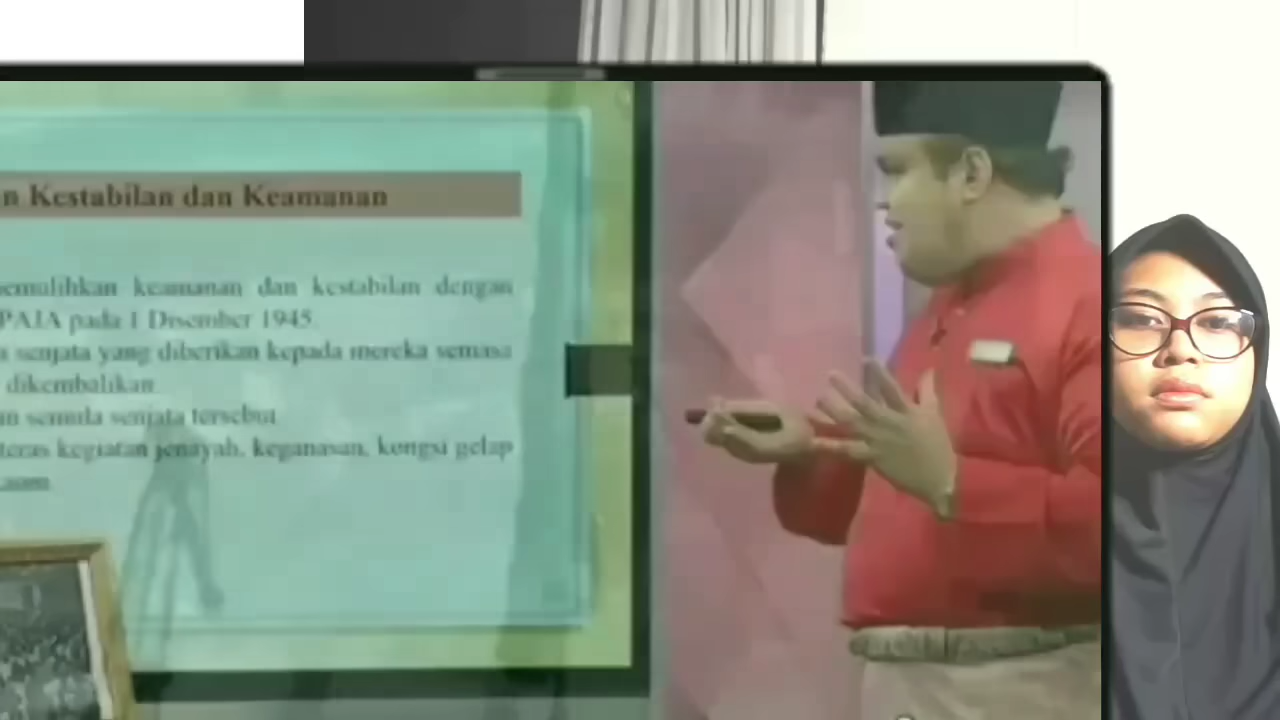 n Kestabilan dan Keamanan
emulihkan keamanan dan kestabilan dengan
PAJA pada 1 Disember 1945.
senjata yang diberikan kepada mereka semasa
dikembalikan
an semula senjata tersebut
teras kegiatan jenayah, keganasan, kongsi gelap